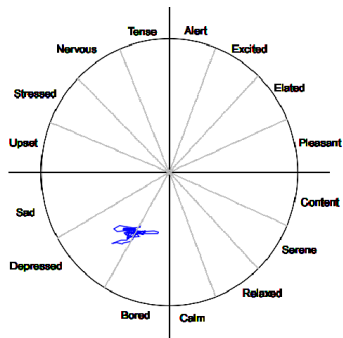 Tense Alert
Nervous Excited
Stressed Elated
Upset Pleasant
Sad Content
Depressed Serene
Bored Calm Relaxed